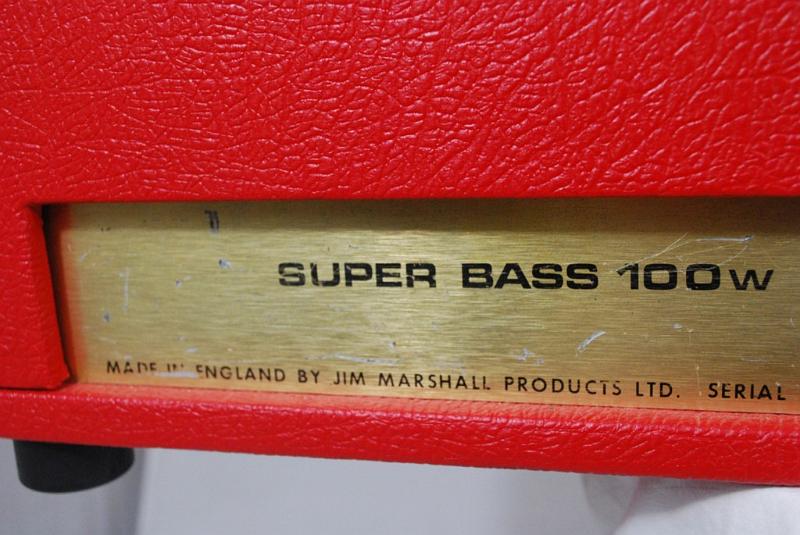 SUPER BASS 100W
MADE IN ENGLAND BY JIM MARSHALL PRODUCTS LTD. SERIAL